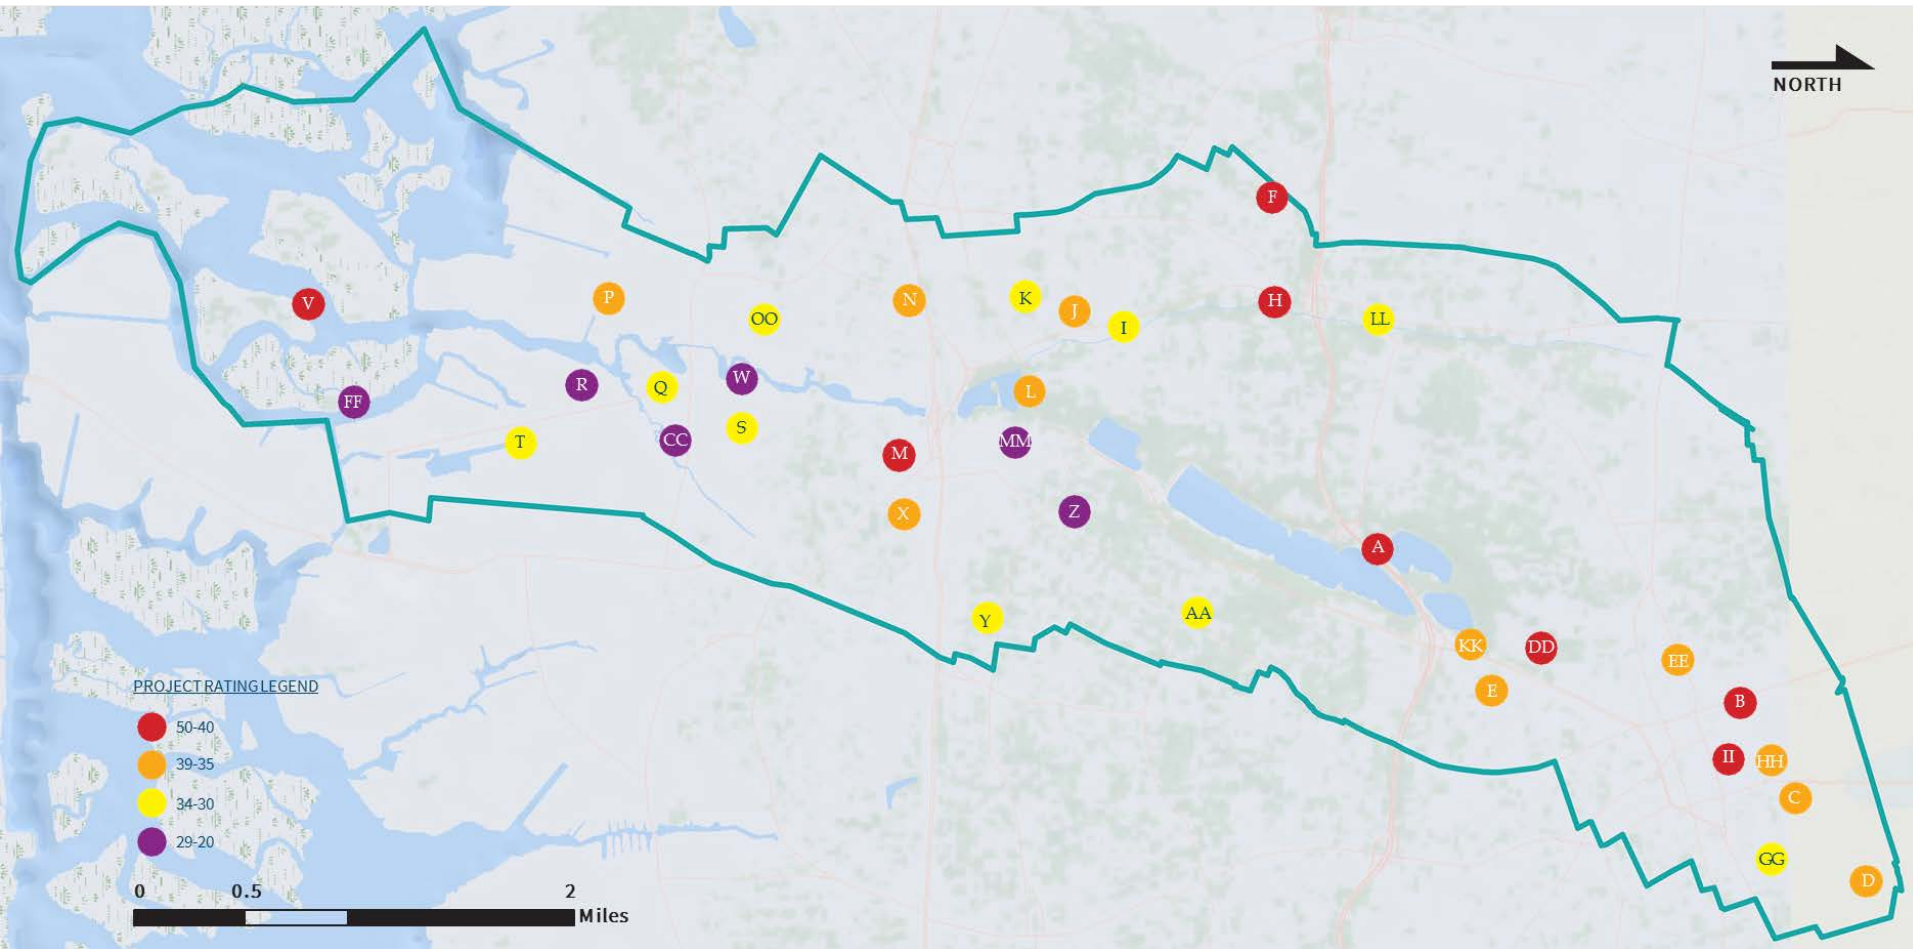 NORTH
F
V
P
OO
N
K
J
I
H
LL
FF
R
Q
W
L
T
CC
S
M
MM
X
Z
A
Y
AA
KK
DD
EE
E
B
II
HH
C
GG
D
PROJECT RATING LEGEND
50-40
39-35
34-30
29-20
0 0.5 2
Miles